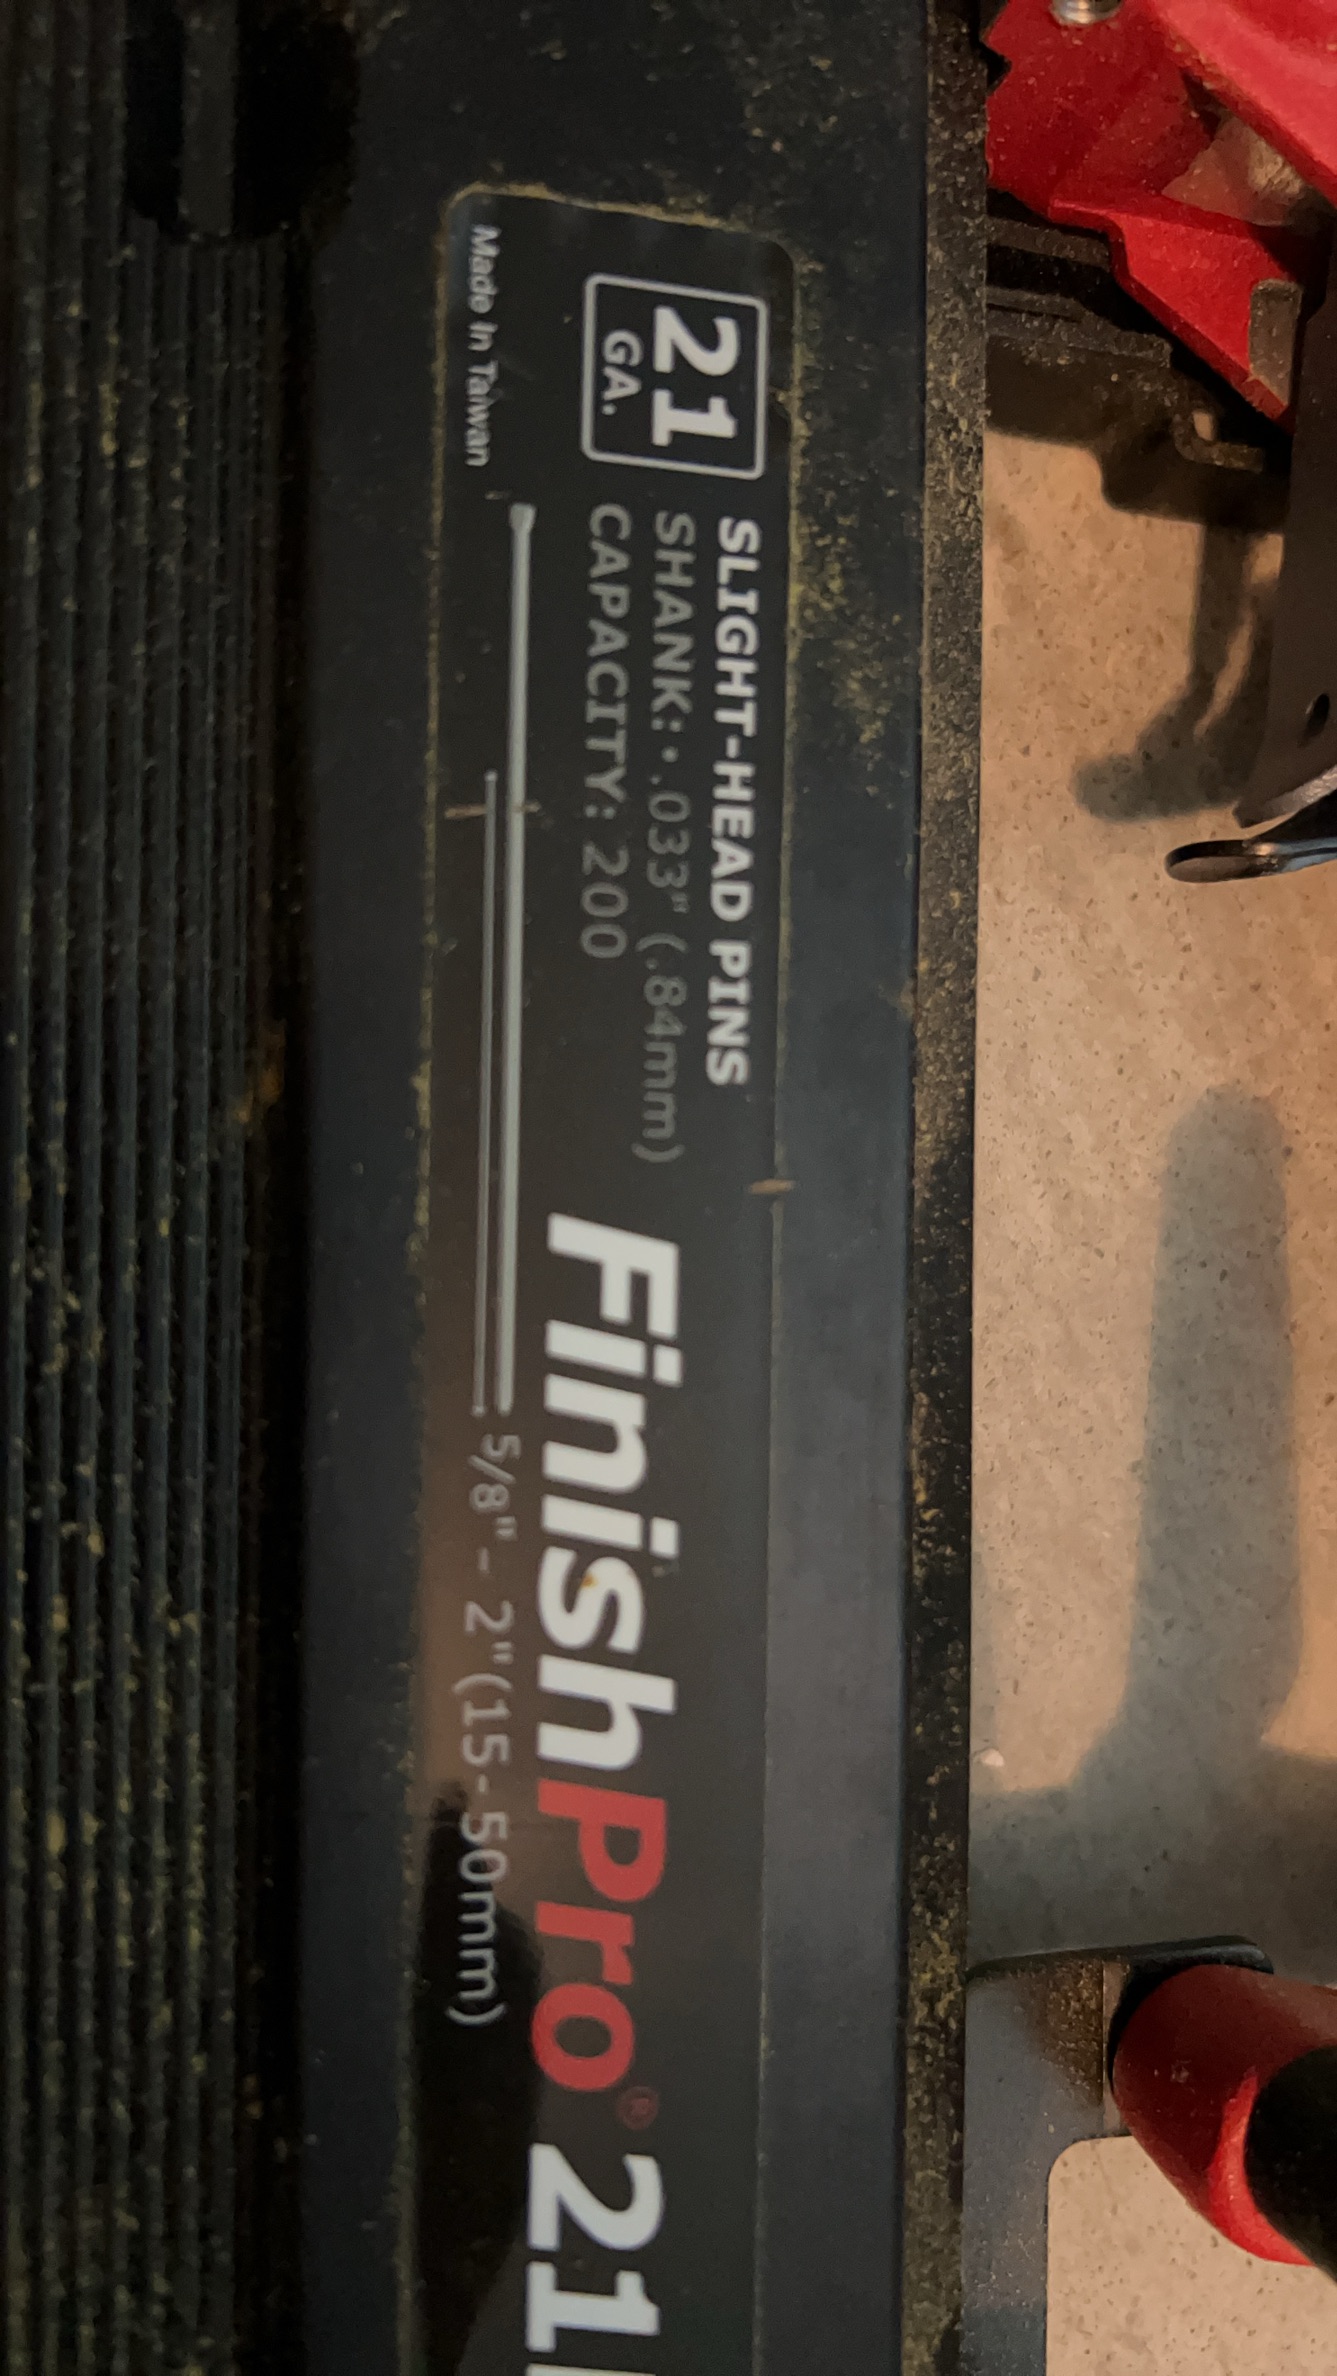 21
GA.
SLIGHT-HEAD PINS
SHANK: .033" (.84mm)
CAPACITY: 200
FinishPro® 21
5/8" - 2" (15-50mm)
Made In Taiwan